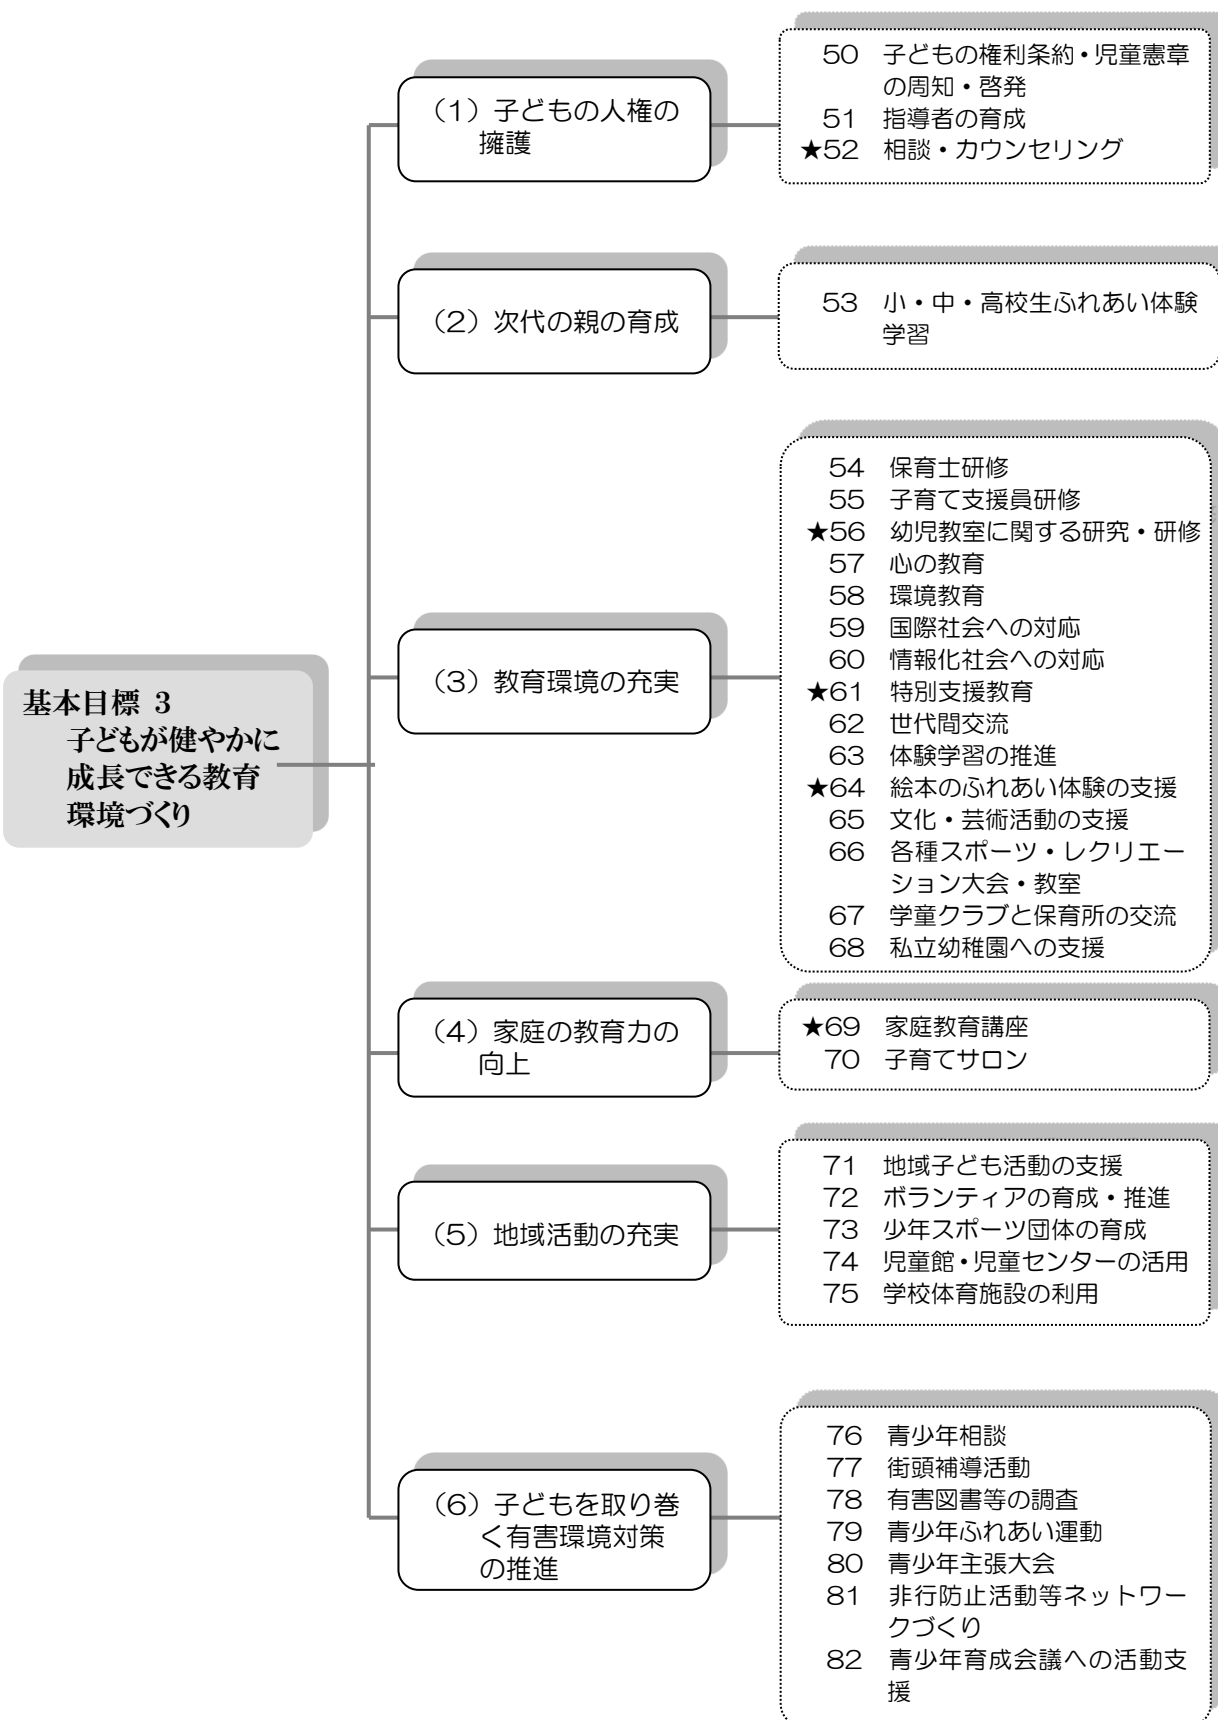 基本目標 3
子どもが健やかに
成長できる教育
環境づくり
(1)子どもの人権の
擁護
50 子どもの権利条約・児童憲章
の周知・啓発
51 指導者の育成
★52 相談・カウンセリング
(2)次代の親の育成
53 小・中・高校生ふれあい体験
学習
(3)教育環境の充実
54 保育士研修
55 子育て支援員研修
★56 幼児教室に関する研究・研修
57 心の教育
58 環境教育
59 国際社会への対応
60 情報化社会への対応
★61 特別支援教育
62 世代間交流
63 体験学習の推進
★64 絵本のふれあい体験の支援
65 文化・芸術活動の支援
66 各種スポーツ・レクリエー
ション大会・教室
67 学童クラブと保育所の交流
68 私立幼稚園への支援
(4)家庭の教育力の
向上
★69 家庭教育講座
70 子育てサロン
(5)地域活動の充実
71 地域子ども活動の支援
72 ボランティアの育成・推進
73 少年スポーツ団体の育成
74 児童館・児童センターの活用
75 学校体育施設の利用
(6)子どもを取り巻
く有害環境対策
の推進
76 青少年相談
77 街頭補導活動
78 有害図書等の調査
79 青少年ふれあい運動
80 青少年主張大会
81 非行防止活動等ネットワー
クづくり
82 青少年育成会議への活動支
援